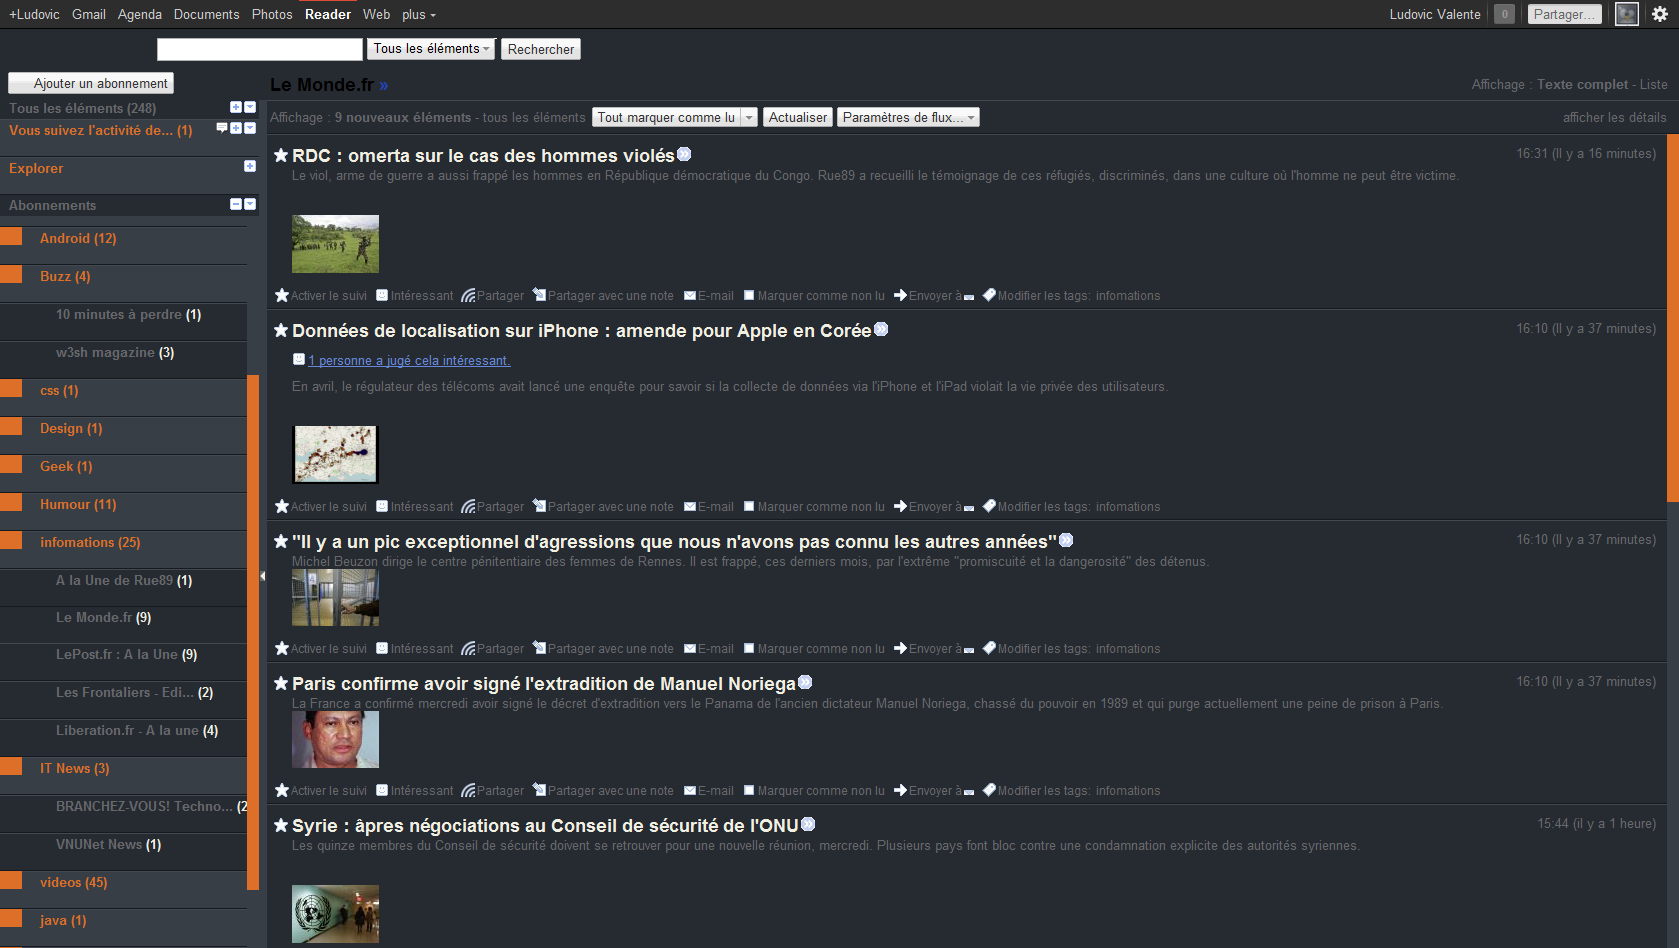 +Ludovic Gmail Agenda Documents Photos Reader Web plus
Ludovic Valente 0 Partager...
Tous les éléments Rechercher
Ajouter un abonnement
Tous les éléments (248)
Vous suivez l'activité de... (1)
Explorer
Abonnements
Android (12)
Buzz (4)
10 minutes à perdre (1)
w3sh magazine (3)
css (1)
Design (1)
Geek (1)
Humour (11)
infomations (25)
A la Une de Rue89 (1)
Le Monde.fr (9)
LePost.fr : A la Une (9)
Les Frontaliers - Edi... (2)
Liberation.fr - A la une (4)
IT News (3)
BRANCHEZ-VOUS! Techno... (2
VNUNet News (1)
videos (45)
java (1)
Le Monde.fr »
Affichage : Texte complet - Liste
Affichage : 9 nouveaux éléments - tous les éléments Tout marquer comme lu Actualiser Paramètres de flux...
afficher les détails
RDC : omerta sur le cas des hommes violés
16:31 (Il y a 16 minutes)
Le viol, arme de guerre a aussi frappé les hommes en République démocratique du Congo. Rue89 a recueilli le témoignage de ces réfugiés, discriminés, dans une culture où l'homme ne peut être victime.
Activer le suivi Intéressant Partager Partager avec une note E-mail Marquer comme non lu Envoyer à Modifier les tags: infomations
Données de localisation sur iPhone : amende pour Apple en Corée
16:10 (Il y a 37 minutes)
1 personne a jugé cela intéressant.
En avril, le régulateur des télécoms avait lancé une enquête pour savoir si la collecte de données via l'iPhone et l'iPad violait la vie privée des utilisateurs.
Activer le suivi Intéressant Partager Partager avec une note E-mail Marquer comme non lu Envoyer à Modifier les tags: infomations
"Il y a un pic exceptionnel d'agressions que nous n'avons pas connu les autres années"
16:10 (Il y a 37 minutes)
Michel Beuzon dirige le centre pénitentiaire des femmes de Rennes. Il est frappé, ces derniers mois, par l'extrême "promiscuité et la dangerosité" des détenus.
Activer le suivi Intéressant Partager Partager avec une note E-mail Marquer comme non lu Envoyer à Modifier les tags: infomations
Paris confirme avoir signé l'extradition de Manuel Noriega
16:10 (Il y a 37 minutes)
La France a confirmé mercredi avoir signé le décret d'extradition vers le Panama de l'ancien dictateur Manuel Noriega, chassé du pouvoir en 1989 et qui purge actuellement une peine de prison à Paris.
Activer le suivi Intéressant Partager Partager avec une note E-mail Marquer comme non lu Envoyer à Modifier les tags: infomations
Syrie : âpres négociations au Conseil de sécurité de l'ONU
15:44 (il y a 1 heure)
Les quinze membres du Conseil de sécurité doivent se retrouver pour une nouvelle réunion, mercredi. Plusieurs pays font bloc contre une condamnation explicite des autorités syriennes.